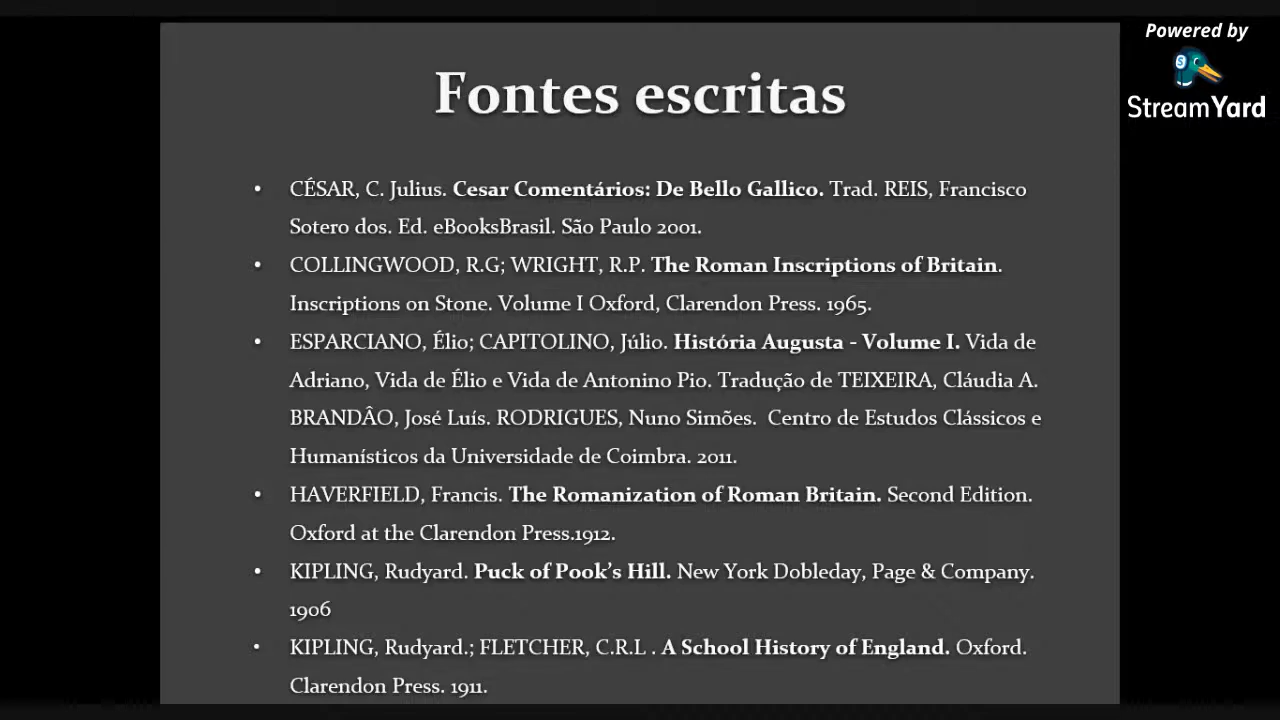 Powered by
StreamYard
Fontes escritas
• CÉSAR, C. Julius. Cesar Comentários: De Bello Gallico. Trad. REIS, Francisco
Sotero dos. Ed. eBooksBrasil. São Paulo 2001.
• COLLINGWOOD, R.G; WRIGHT, R.P. The Roman Inscriptions of Britain.
Inscriptions on Stone. Volume I Oxford, Clarendon Press. 1965.
• ESPARCIANO, Élio; CAPITOLINO, Júlio. História Augusta - Volume I. Vida de
Adriano, Vida de Élio e Vida de Antonino Pio. Tradução de TEIXEIRA, Cláudia A.
BRANDÂO, José Luís. RODRIGUES, Nuno Simões. Centro de Estudos Clássicos e
Humanísticos da Universidade de Coimbra. 2011.
• HAVERFIELD, Francis. The Romanization of Roman Britain. Second Edition.
Oxford at the Clarendon Press.1912.
• KIPLING, Rudyard. Puck of Pook’s Hill. New York Dobleday, Page & Company.
1906
• KIPLING, Rudyard.; FLETCHER, C.R.L . A School History of England. Oxford.
Clarendon Press. 1911.